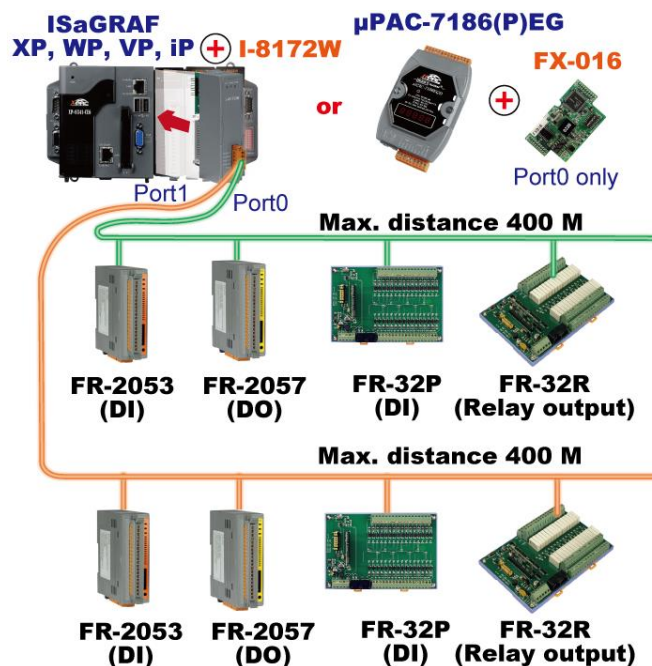 ISaGRAF
XP, WP, VP, iP + I-8172W
or
µPAC-7186(P)EG
+
FX-016
Port0 only
Port1
Port0
Max. distance 400 M
FR-2053
(DI)
FR-2057
(DO)
FR-32P
(DI)
FR-32R
(Relay output)
Max. distance 400 M
FR-2053
(DI)
FR-2057
(DO)
FR-32P
(DI)
FR-32R
(Relay output)